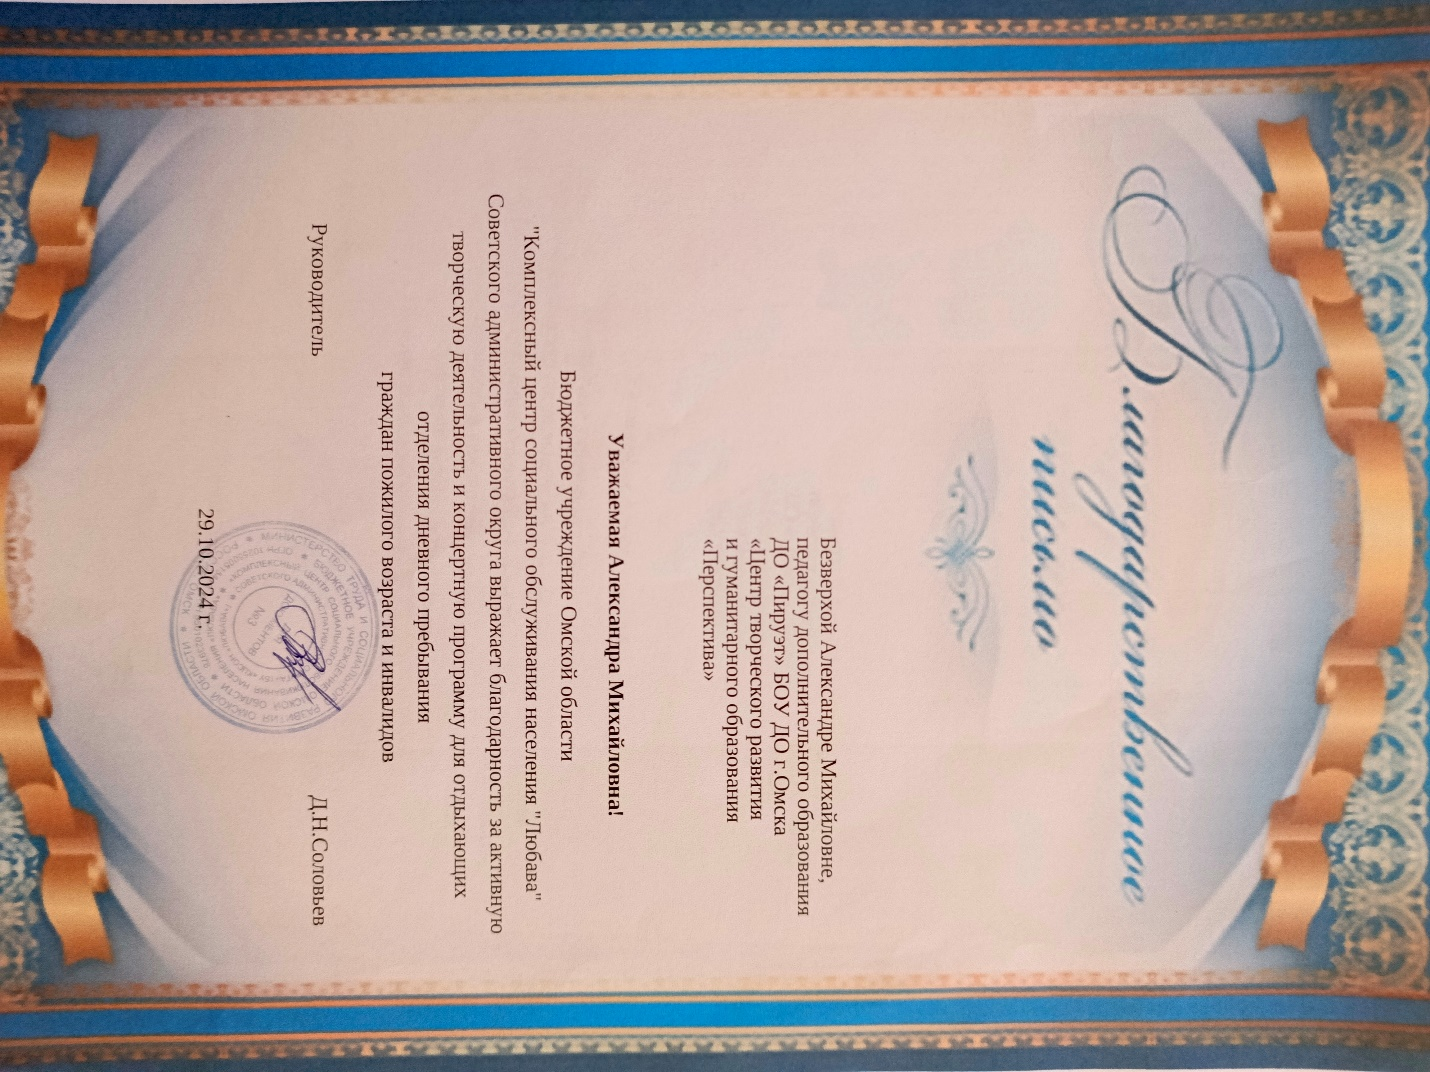 Благодарственное
письмо
Безверхой Александре Михайловне,
педагогу дополнительного образования
ДО «Пируэт» БОУ ДО г.Омска
«Центр творческого развития
и гуманитарного образования
«Перспектива»
Уважаемая Александра Михайловна!
Бюджетное учреждение Омской области
"Комплексный центр социального обслуживания населения "Любава"
Советского административного округа выражает благодарность за активную
творческую деятельность и концертную программу для отдыхающих
отделения дневного пребывания
граждан пожилого возраста и инвалидов
Руководитель
Д.Н.Соловьев
29.10.2024 г.